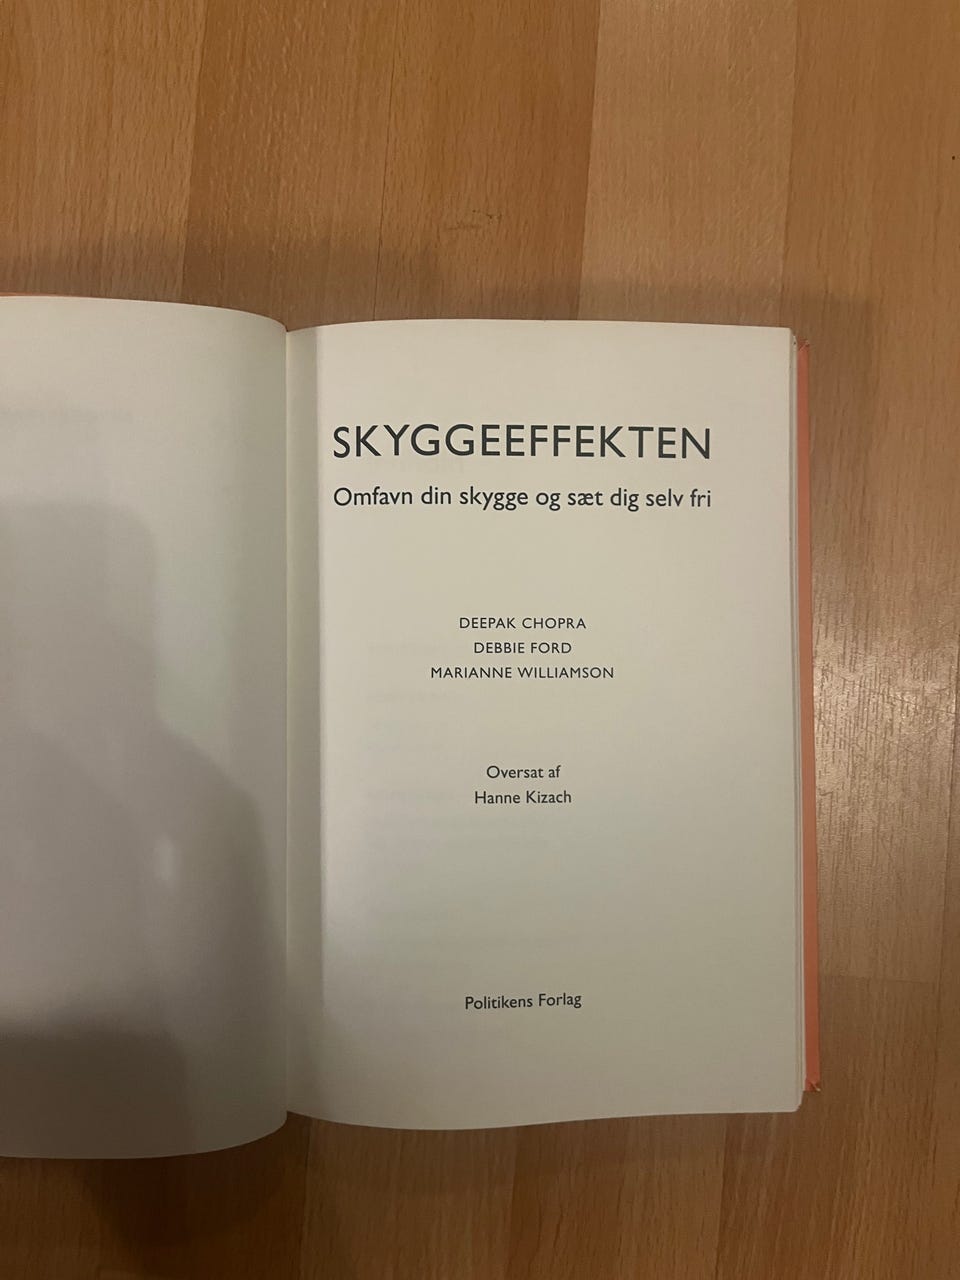 SKYGGEEFFEKTEN
Omfavn din skygge og sæt dig selv fri
DEEPAK CHOPRA
DEBBIE FORD
MARIANNE WILLIAMSON
Oversat af
Hanne Kizach
Politikens Forlag